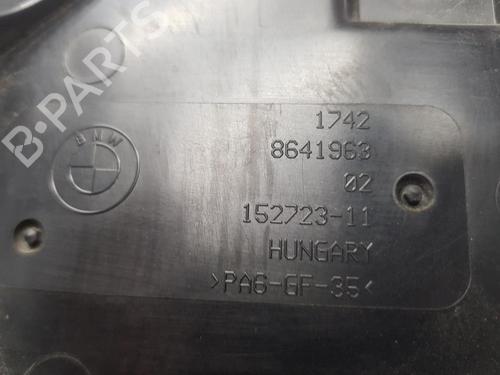 B-PARTS
BMW
1742
8641963
02
152723-11
HUNGARY
>PA6-GF-35<